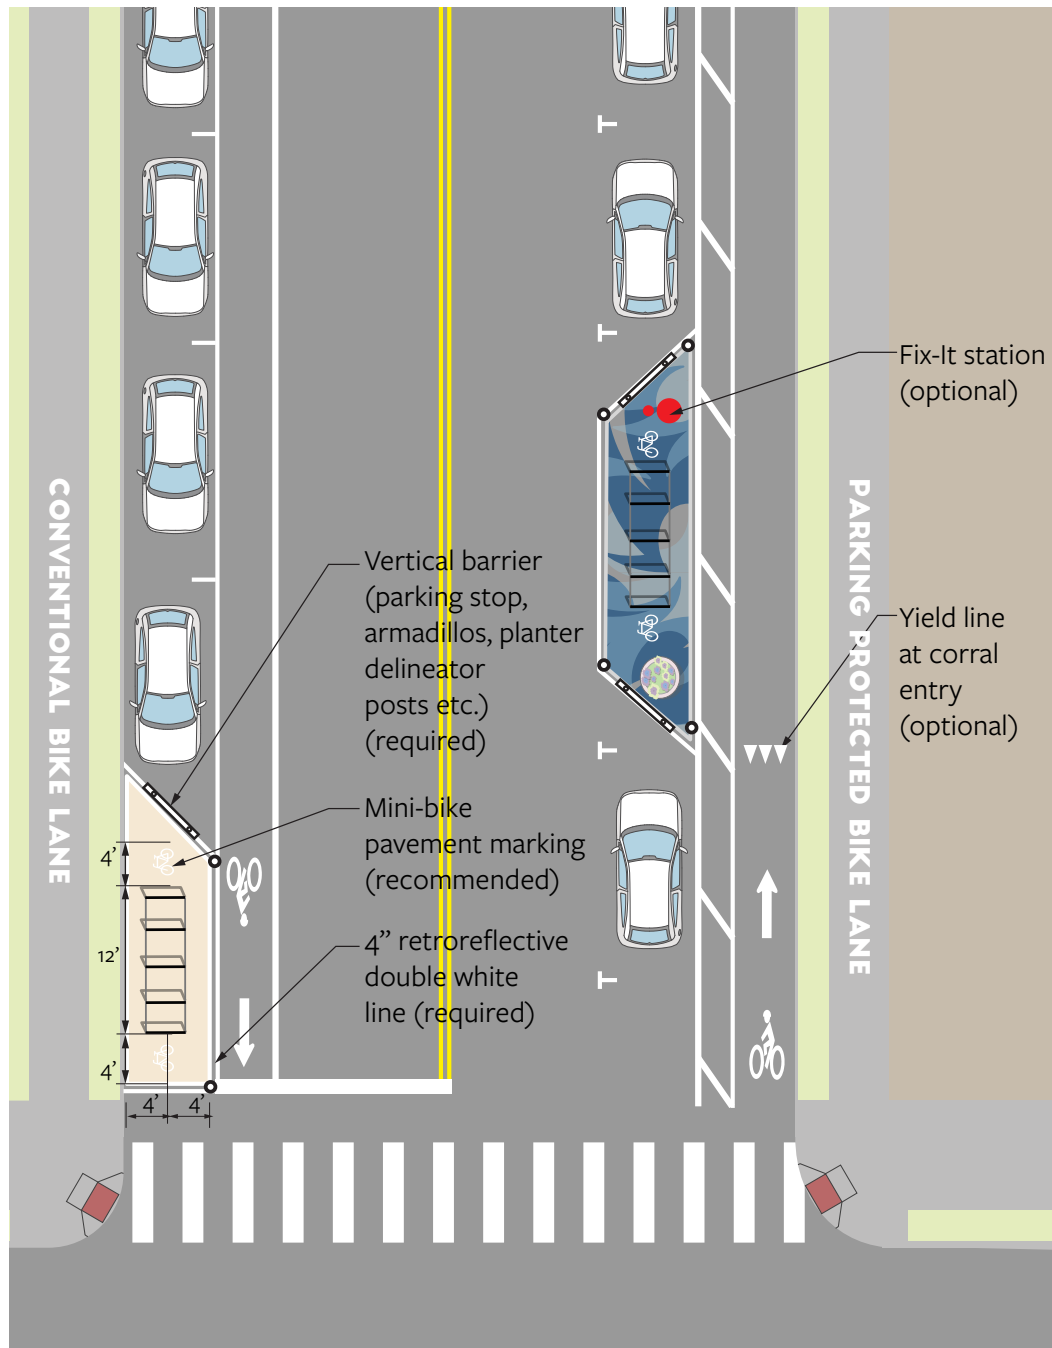 CONVENTIONAL BIKE LANE
Vertical barrier
(parking stop,
armadillos, planter
delineator
posts etc.)
(required)
Mini-bike
pavement marking
(recommended)
4” retroreflective
double white
line (required)
4'
12'
4'
4'
4'
Fix-It station
(optional)
Yield line
at corral
entry
(optional)
PARKING PROTECTED BIKE LANE